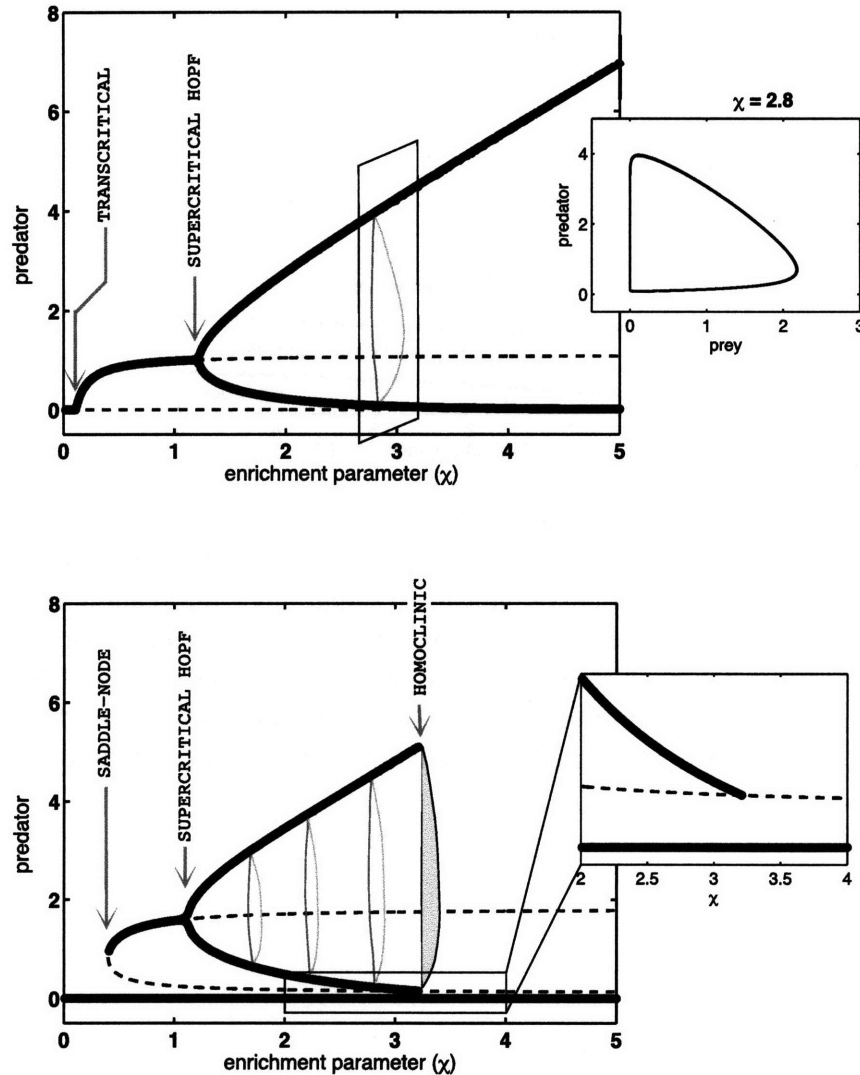 8
6
4
2
0
predator
TRANSCRITICAL
SUPERCRITICAL HOPF
0 1 2 3 4 5
enrichment parameter (χ)
χ = 2.8
4
2
0
predator
0 1 2 3
prey
8
6
4
2
0
predator
SADDLE-NODE
SUPERCRITICAL HOPF
HOMOCLINIC
0 1 2 3 4 5
enrichment parameter (χ)
2 2.5 3 3.5 4
χ